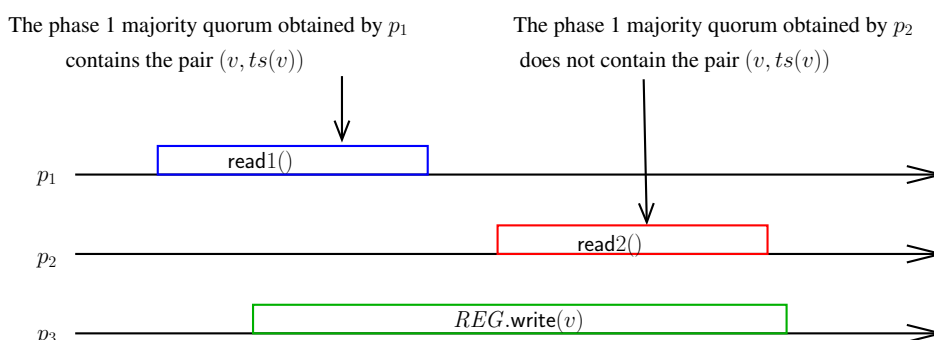 The phase 1 majority quorum obtained by p₁
contains the pair (v, ts(v))
The phase 1 majority quorum obtained by p₂
does not contain the pair (v, ts(v))
read1()
p₁
read2()
p₂
REG.write(v)
p₃